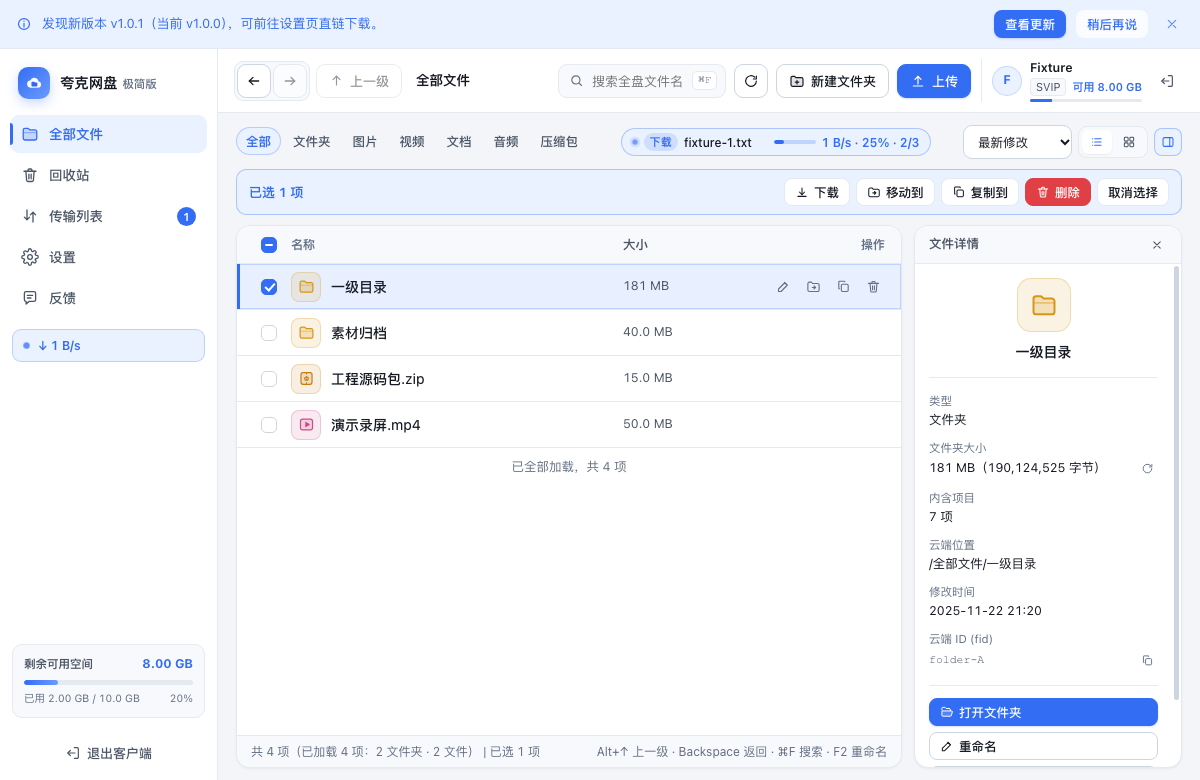 发现新版本 v1.0.1（当前 v1.0.0），可前往设置页直链下载。
查看更新
稍后再说
夸克网盘 极简版
上一级
全部文件
搜索全盘文件名 ⌘F
新建文件夹
上传
F
Fixture
SVIP 可用 8.00 GB
全部文件
回收站
传输列表 1
设置
反馈
↓ 1 B/s
全部 文件夹 图片 视频 文档 音频 压缩包
下载 fixture-1.txt 1 B/s · 25% · 2/3
最新修改
已选 1 项
下载 移动到 复制到 删除 取消选择
名称 大小 操作
一级目录 181 MB
素材归档 40.0 MB
工程源码包.zip 15.0 MB
演示录屏.mp4 50.0 MB
已全部加载，共 4 项
文件详情
一级目录
类型
文件夹
文件夹大小
181 MB（190,124,525 字节）
内含项目
7 项
云端位置
/全部文件/一级目录
修改时间
2025-11-22 21:20
云端 ID (fid)
folder-A
打开文件夹
重命名
剩余可用空间 8.00 GB
已用 2.00 GB / 10.0 GB 20%
退出客户端
共 4 项（已加载 4 项：2 文件夹 · 2 文件） | 已选 1 项
Alt+↑ 上一级 · Backspace 返回 · ⌘F 搜索 · F2 重命名